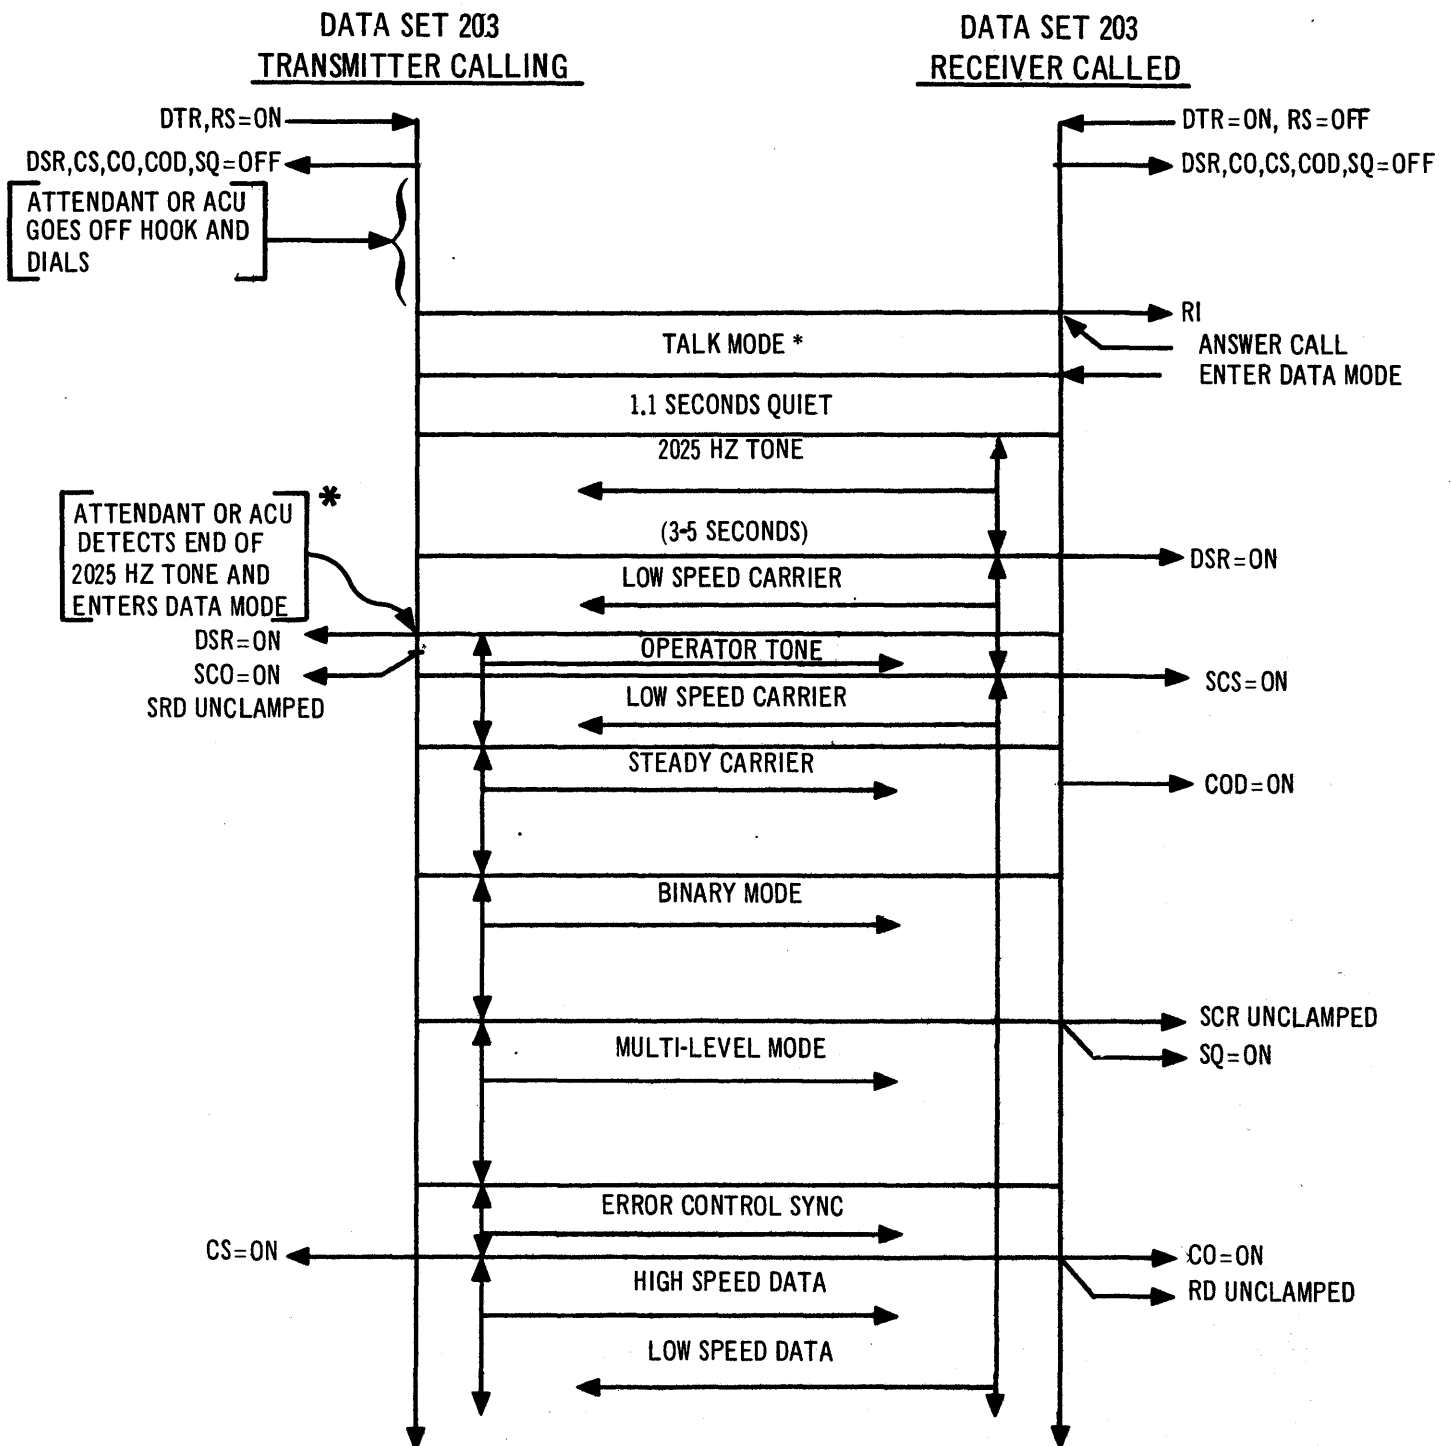 DATA SET 203
TRANSMITTER CALLING
DATA SET 203
RECEIVER CALLED
DTR,RS=ON
DTR=ON, RS=OFF
DSR,CS,CO,COD,SQ=OFF
DSR,CO,CS,COD,SQ=OFF
ATTENDANT OR ACU
GOES OFF HOOK AND
DIALS
RI
TALK MODE *
ANSWER CALL
ENTER DATA MODE
1.1 SECONDS QUIET
2025 HZ TONE
*
ATTENDANT OR ACU
DETECTS END OF
2025 HZ TONE AND
ENTERS DATA MODE
(3-5 SECONDS)
DSR=ON
LOW SPEED CARRIER
DSR=ON
OPERATOR TONE
SCO=ON
SRD UNCLAMPED
SCS=ON
LOW SPEED CARRIER
STEADY CARRIER
COD=ON
BINARY MODE
SCR UNCLAMPED
MULTI-LEVEL MODE
SQ=ON
ERROR CONTROL SYNC
CS=ON
CO=ON
HIGH SPEED DATA
RD UNCLAMPED
LOW SPEED DATA